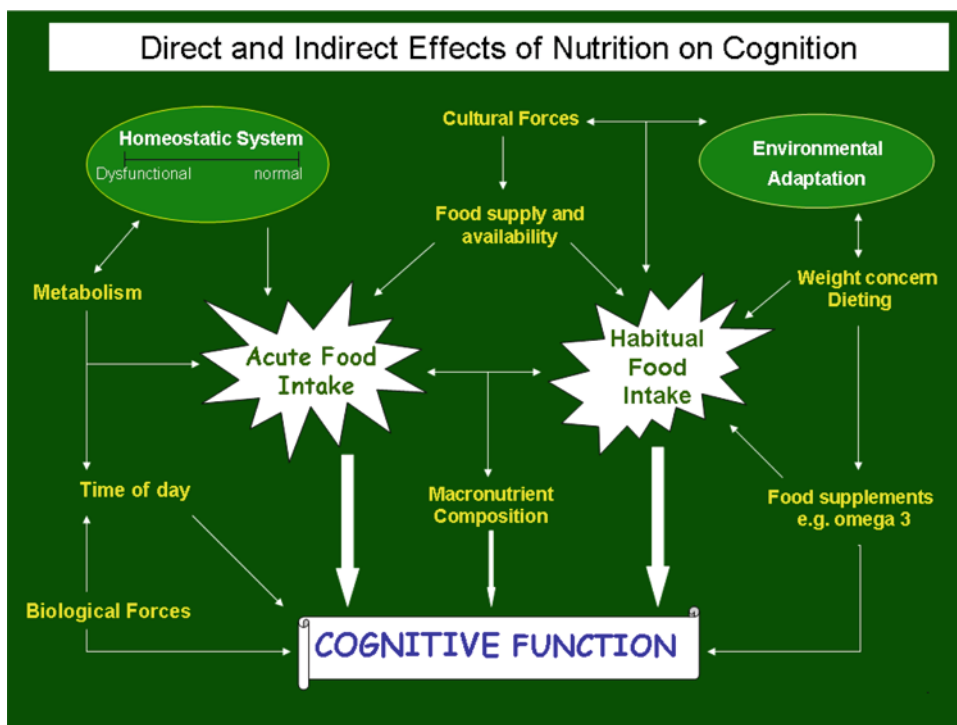 Direct and Indirect Effects of Nutrition on Cognition
Homeostatic System
Dysfunctional normal
Cultural Forces
Environmental
Adaptation
Food supply and
availability
Metabolism
Weight concern
Dieting
Acute Food
Intake
Habitual
Food
Intake
Time of day
Macronutrient
Composition
Food supplements
e.g. omega 3
Biological Forces
COGNITIVE FUNCTION